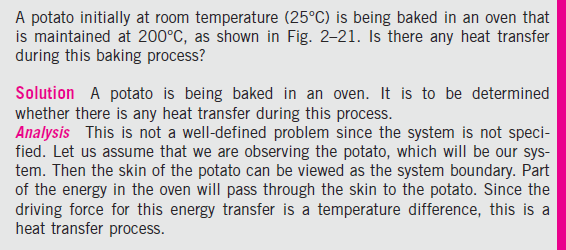 A potato initially at room temperature (25°C) is being baked in an oven that
is maintained at 200°C, as shown in Fig. 2–21. Is there any heat transfer
during this baking process?
Solution A potato is being baked in an oven. It is to be determined
whether there is any heat transfer during this process.
Analysis This is not a well-defined problem since the system is not speci-
fied. Let us assume that we are observing the potato, which will be our sys-
tem. Then the skin of the potato can be viewed as the system boundary. Part
of the energy in the oven will pass through the skin to the potato. Since the
driving force for this energy transfer is a temperature difference, this is a
heat transfer process.